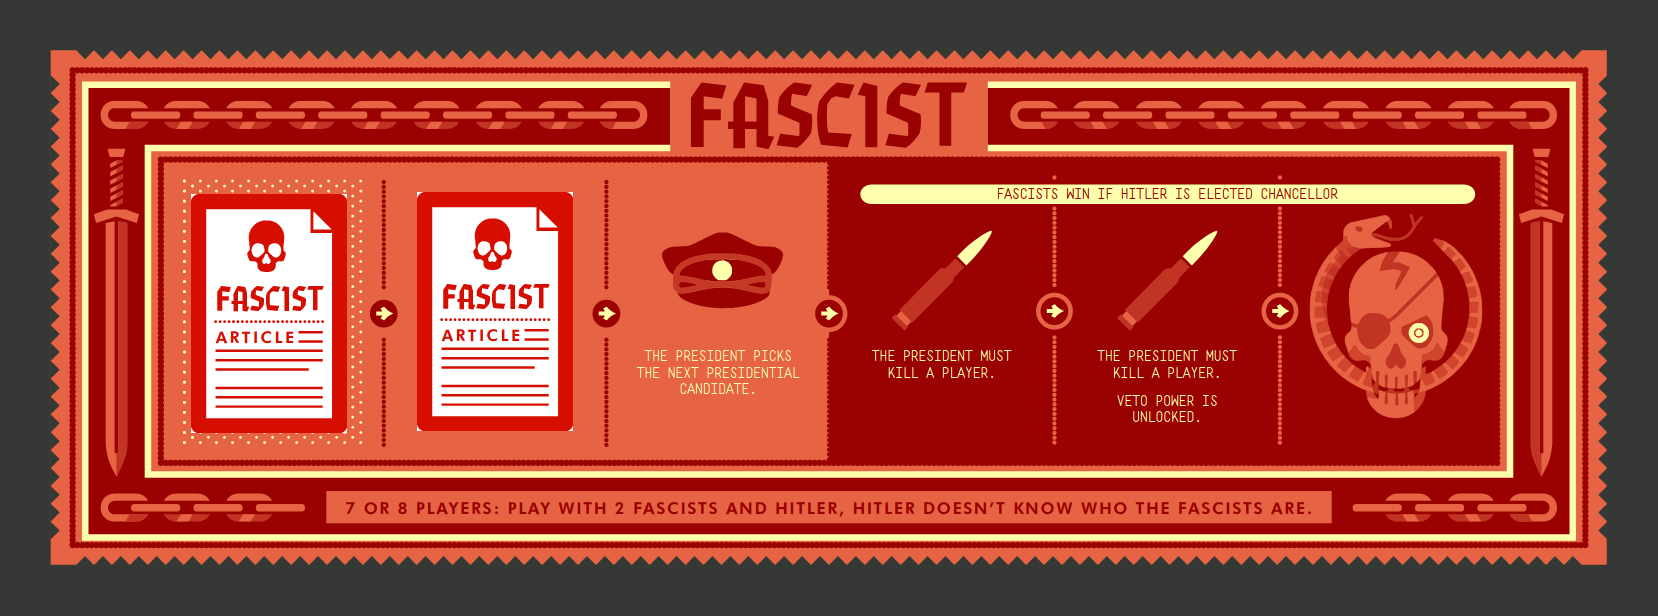 FASCIST
FASCISTS WIN IF HITLER IS ELECTED CHANCELLOR
FASCIST
ARTICLE
FASCIST
ARTICLE
THE PRESIDENT PICKS
THE NEXT PRESIDENTIAL
CANDIDATE.
THE PRESIDENT MUST
KILL A PLAYER.
THE PRESIDENT MUST
KILL A PLAYER.
VETO POWER IS
UNLOCKED.
7 OR 8 PLAYERS: PLAY WITH 2 FASCISTS AND HITLER, HITLER DOESN'T KNOW WHO THE FASCISTS ARE.